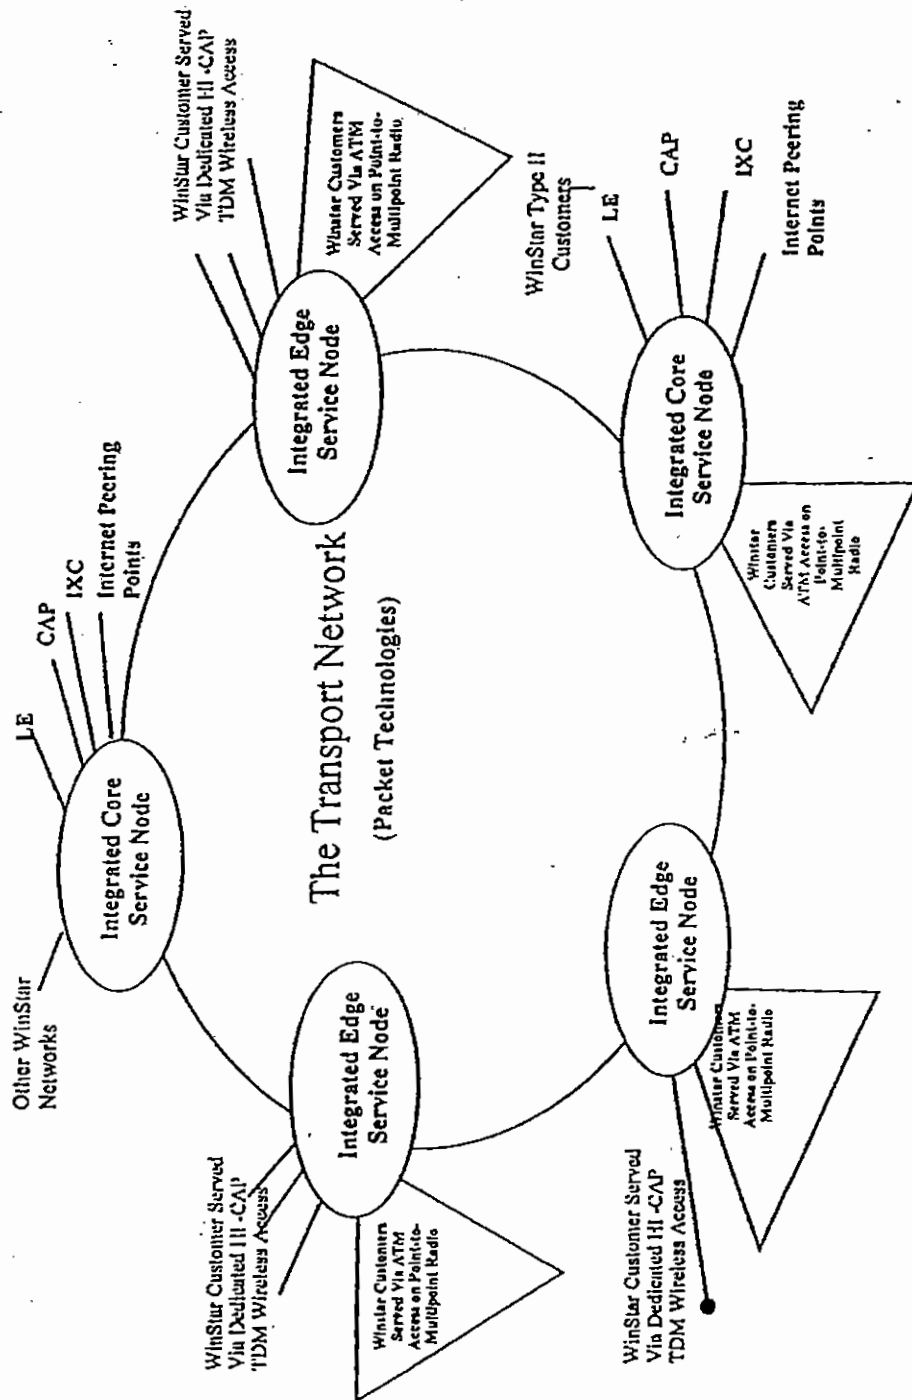 Other WinStar
Networks
LE
CAP
IXC
Internet Peering
Points
Integrated Core
Service Node
WinStar Customer Served
Via Dedicated HI -CAP
TDM Wireless Access
Integrated Edge
Service Node
Winstar Customers
Served Via ATM
Access on Point-to-
Multipoint Radio
WinStar Customer Served
Via Dedicated HI -CAP
TDM Wireless Access
Integrated Edge
Service Node
Winstar Customers
Served Via ATM
Access on Point-to-
Multipoint Radio
The Transport Network
(Packet Technologies)
WinStar Customer Served
Via Dedicated HI -CAP
TDM Wireless Access
Integrated Edge
Service Node
Winstar Customers
Served Via ATM
Access on Point-to-
Multipoint Radio
WinStar Type II
Customers
LE
CAP
IXC
Internet Peering
Points
Integrated Core
Service Node
Winstar
Customers
Served Via
ATM Access on
Point-to-
Multipoint
Radio